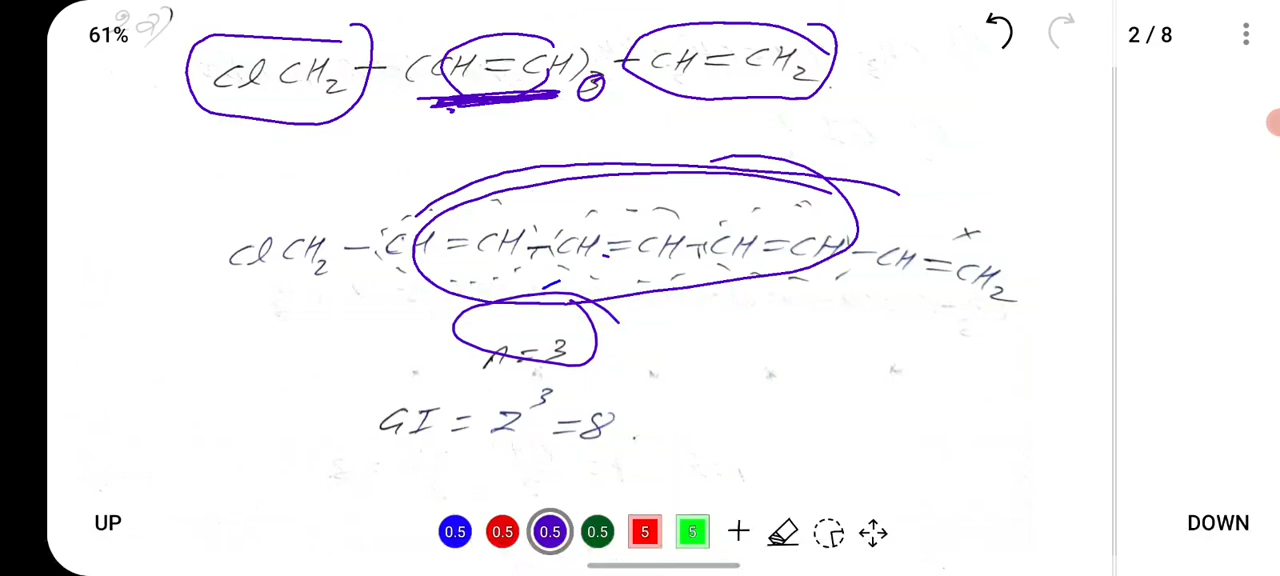 61%
2 / 8
ClCH₂ - (CH=CH)₃ - CH=CH₂
ClCH₂ - CH=CH-CH=CH-CH=CH-CH=CH₂
x
n=3
GI = 2³ = 8.
UP
0.5 0.5 0.5 0.5 5 5
DOWN